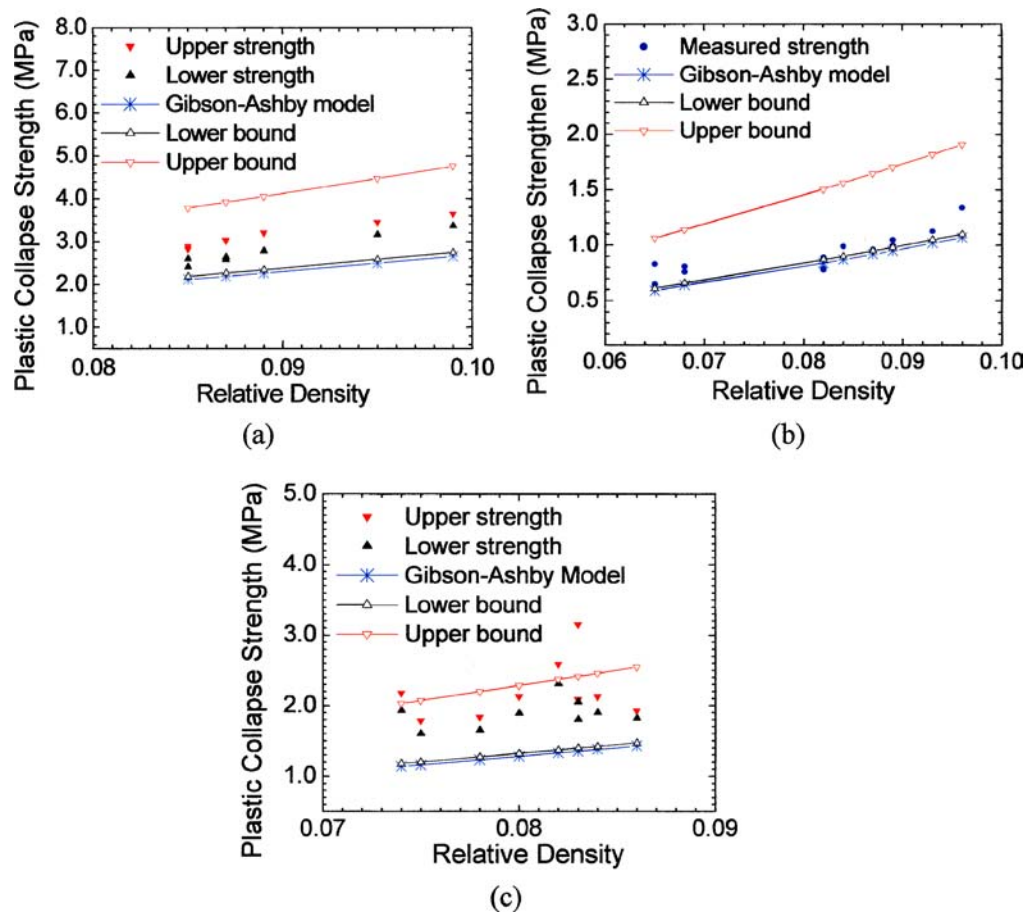 Plastic Collapse Strength (MPa)
8.0
7.0
6.0
5.0
4.0
3.0
2.0
1.0
Upper strength
Lower strength
Gibson-Ashby model
Lower bound
Upper bound
0.08
0.09
0.10
Relative Density
(a)
Plastic Collapse Strengthen (MPa)
3.0
2.5
2.0
1.5
1.0
0.5
Measured strength
Gibson-Ashby model
Lower bound
Upper bound
0.06
0.07
0.08
0.09
0.10
Relative Density
(b)
Plastic Collapse Strength (MPa)
5.0
4.0
3.0
2.0
1.0
Upper strength
Lower strength
Gibson-Ashby Model
Lower bound
Upper bound
0.07
0.08
0.09
Relative Density
(c)